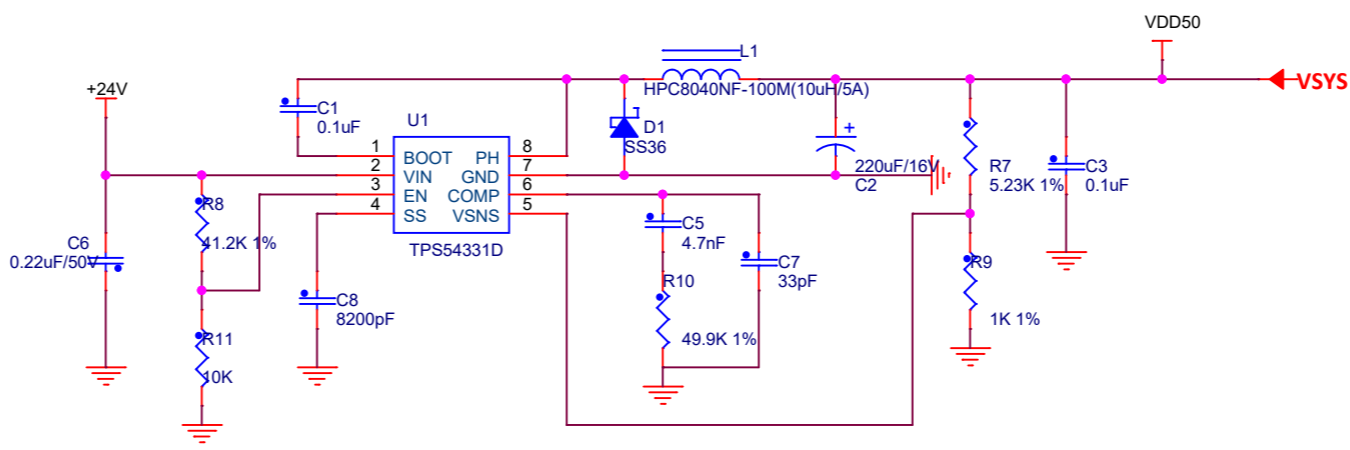 VDD50
L1
HPC8040NF-100M(10uH/5A)
VSYS
+24V
C1
0.1uF
U1
D1
SS36
1
BOOT
PH
8
2
VIN
GND
7
3
EN
COMP
6
4
SS
VSNS
5
TPS54331D
+
220uF/16V
C2
R7
5.23K 1%
C3
0.1uF
R8
41.2K 1%
C5
4.7nF
C6
0.22uF/50V
C7
33pF
R9
1K 1%
R10
49.9K 1%
C8
8200pF
R11
10K